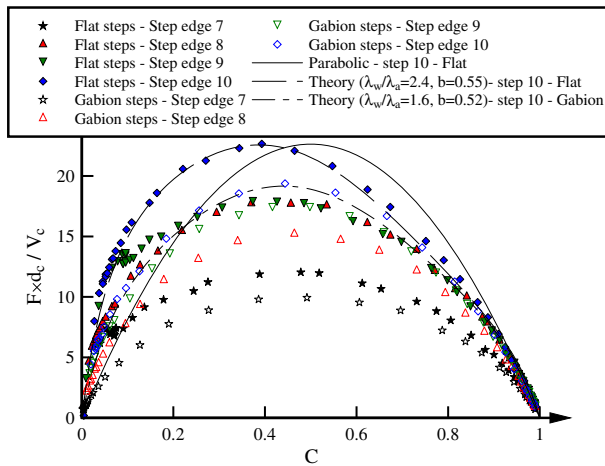 Flat steps - Step edge 7
Flat steps - Step edge 8
Flat steps - Step edge 9
Flat steps - Step edge 10
Gabion steps - Step edge 7
Gabion steps - Step edge 8
Gabion steps - Step edge 9
Gabion steps - Step edge 10
Parabolic - step 10 - Flat
Theory (λw/λa=2.4, b=0.55)- step 10 - Flat
Theory (λw/λa=1.6, b=0.52)- step 10 - Gabion
F×dc / Vc
20
15
10
5
0
0
0.2
0.4
0.6
0.8
1
C